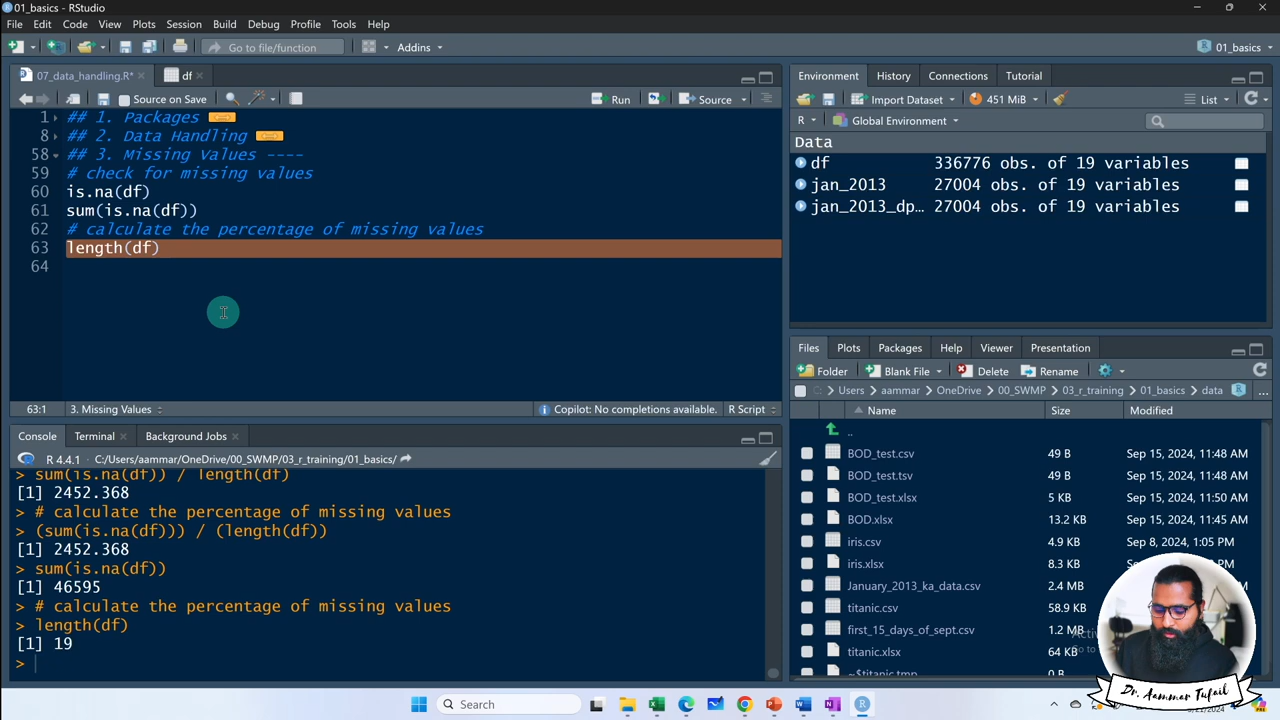 01_basics - RStudio
File Edit Code View Plots Session Build Debug Profile Tools Help
Go to file/function Addins 01_basics
07_data_handling.R* df
Source on Save Run Source
1 ## 1. Packages
8 ## 2. Data Handling
58 ## 3. Missing Values ----
59 # check for missing values
60 is.na(df)
61 sum(is.na(df))
62 # calculate the percentage of missing values
63 length(df)
64
63:1 3. Missing Values Copilot: No completions available. R Script
Console Terminal Background Jobs
R 4.4.1 · C:/Users/aammar/OneDrive/00_SWMP/03_r_training/01_basics/
> sum(is.na(df)) / length(df)
[1] 2452.368
> # calculate the percentage of missing values
> (sum(is.na(df))) / (length(df))
[1] 2452.368
> sum(is.na(df))
[1] 46595
> # calculate the percentage of missing values
> length(df)
[1] 19
>
Environment History Connections Tutorial
Import Dataset 451 MiB List
R Global Environment
Data
df 336776 obs. of 19 variables
jan_2013 27004 obs. of 19 variables
jan_2013_dp… 27004 obs. of 19 variables
Files Plots Packages Help Viewer Presentation
Folder Blank File Delete Rename
C: Users aammar OneDrive 00_SWMP 03_r_training 01_basics data ...
Name Size Modified
..
BOD_test.csv 49 B Sep 15, 2024, 11:48 AM
BOD_test.tsv 49 B Sep 15, 2024, 11:48 AM
BOD_test.xlsx 5 KB Sep 15, 2024, 11:50 AM
BOD.xlsx 13.2 KB Sep 15, 2024, 11:45 AM
iris.csv 4.9 KB Sep 8, 2024, 1:05 PM
iris.xlsx 8.3 KB
January_2013_ka_data.csv 2.4 MB
titanic.csv 58.9 KB
first_15_days_of_sept.csv 1.2 MB
titanic.xlsx 64 KB
~$titanic.tmp 0 B
Dr. Aammar Tufail
Search